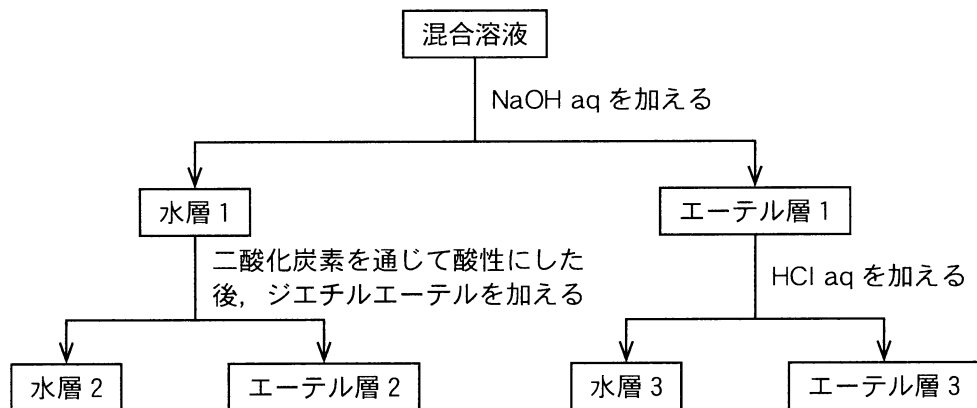 混合溶液
NaOH aq を加える
水層 1
エーテル層 1
二酸化炭素を通じて酸性にした
後，ジエチルエーテルを加える
HCl aq を加える
水層 2
エーテル層 2
水層 3
エーテル層 3